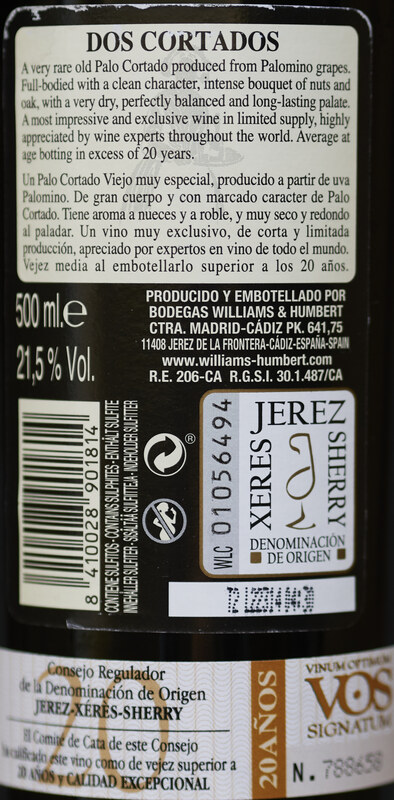 DOS CORTADOS
A very rare old Palo Cortado produced from Palomino grapes.
Full-bodied with a clean character, intense bouquet of nuts and
oak, with a very dry, perfectly balanced and long-lasting palate.
A most impressive and exclusive wine in limited supply, highly
appreciated by wine experts throughout the world. Average at
age botting in excess of 20 years.
Un Palo Cortado Viejo muy especial, producido a partir de uva
Palomino. De gran cuerpo y con marcado caracter de Palo
Cortado. Tiene aroma a nueces y a roble, y muy seco y redondo
al paladar. Un vino muy exclusivo, de corta y limitada
producción, apreciado por expertos en vino de todo el mundo.
Vejez media al embotellarlo superior a los 20 años.
500 ml.e
21,5 % Vol.
PRODUCIDO Y EMBOTELLADO POR
BODEGAS WILLIAMS & HUMBERT
CTRA. MADRID-CÁDIZ PK. 641,75
11408 JEREZ DE LA FRONTERA-CÁDIZ-ESPAÑA-SPAIN
www.williams-humbert.com
R.E. 206-CA R.G.S.I. 30.1.487/CA
8 410028 901814
CONTIENE SULFITOS - CONTAINS SULPHITES - ENTHÄLT SULFITE
INNEHÅLLER SULFITER - SISÄLTÄÄ SULFIITTEJA - INDEHOLDER SULFITTER
®
WLC 01056494
JEREZ
XERES
SHERRY
DENOMINACIÓN
DE ORIGEN
Consejo Regulador
de la Denominación de Origen
JEREZ-XÉRÈS-SHERRY
El Comité de Cata de este Consejo
ha calificado este vino como de vejez superior a
20 AÑOS y CALIDAD EXCEPCIONAL
20
20 AÑOS
VINUM OPTIMUM
VOS
SIGNATUM
N. 788658